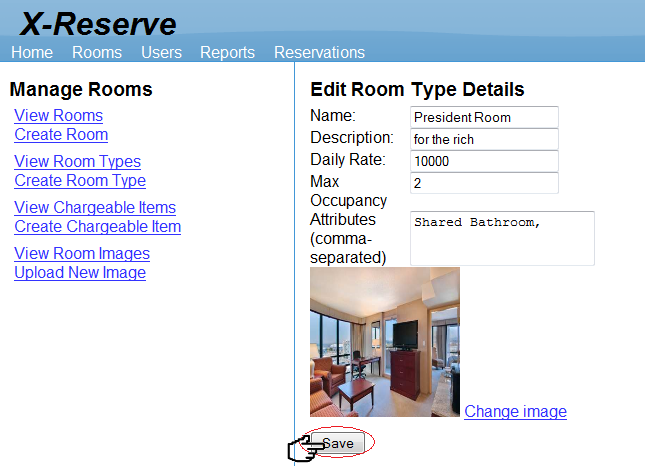 X-Reserve
Home Rooms Users Reports Reservations
Manage Rooms
View Rooms
Create Room
View Room Types
Create Room Type
View Chargeable Items
Create Chargeable Item
View Room Images
Upload New Image
Edit Room Type Details
Name: President Room
Description: for the rich
Daily Rate: 10000
Max 2
Occupancy
Attributes Shared Bathroom,
(comma-
separated)
Change image
Save